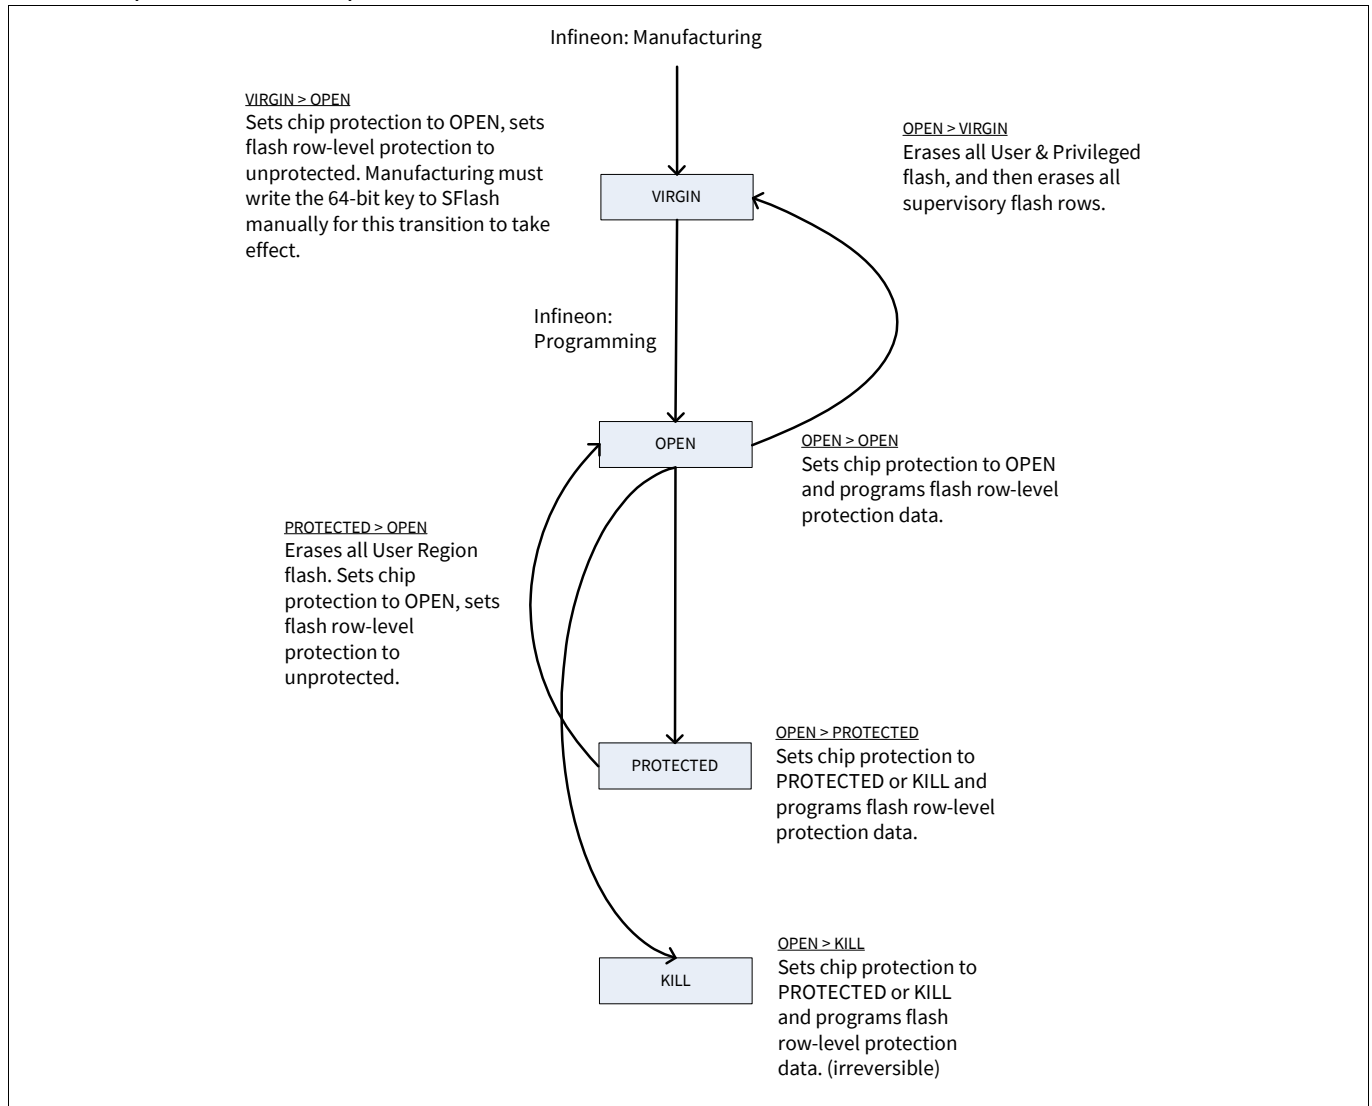 Infineon: Manufacturing
VIRGIN > OPEN
Sets chip protection to OPEN, sets
flash row-level protection to
unprotected. Manufacturing must
write the 64-bit key to SFlash
manually for this transition to take
effect.
OPEN > VIRGIN
Erases all User & Privileged
flash, and then erases all
supervisory flash rows.
VIRGIN
Infineon:
Programming
OPEN
OPEN > OPEN
Sets chip protection to OPEN
and programs flash row-level
protection data.
PROTECTED > OPEN
Erases all User Region
flash. Sets chip
protection to OPEN, sets
flash row-level
protection to
unprotected.
PROTECTED
OPEN > PROTECTED
Sets chip protection to
PROTECTED or KILL and
programs flash row-level
protection data.
KILL
OPEN > KILL
Sets chip protection to
PROTECTED or KILL
and programs flash
row-level protection
data. (irreversible)